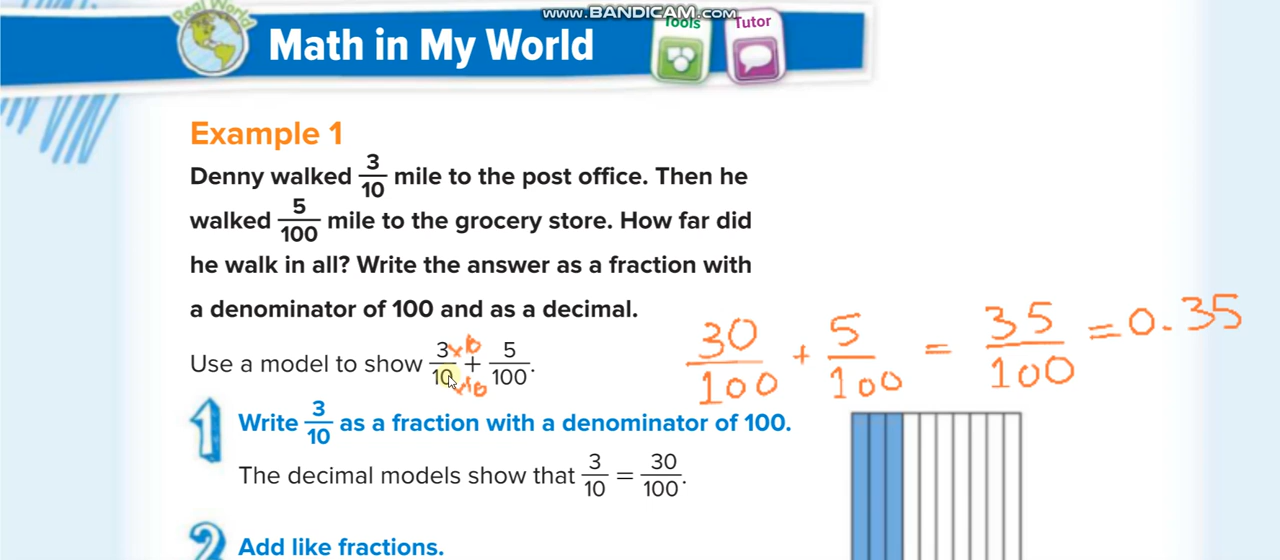 www.BANDICAM.com
Real World
Math in My World
Tools
Tutor
Example 1
Denny walked 3/10 mile to the post office. Then he
walked 5/100 mile to the grocery store. How far did
he walk in all? Write the answer as a fraction with
a denominator of 100 and as a decimal.
Use a model to show 3/10 + 5/100.
×10
×10
30/100 + 5/100 = 35/100 = 0.35
1 Write 3/10 as a fraction with a denominator of 100.
The decimal models show that 3/10 = 30/100.
2 Add like fractions.